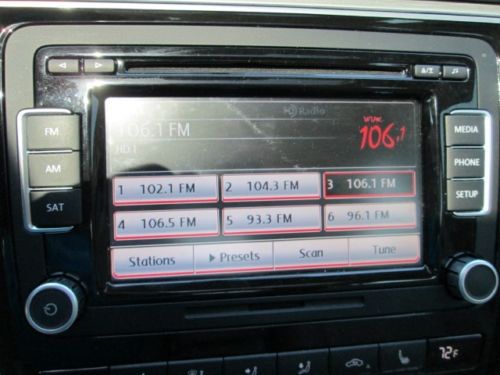 HD Radio
106.1 FM
HD1
106.1
FM
AM
SAT
MEDIA
PHONE
SETUP
1 102.1 FM 2 104.3 FM 3 106.1 FM
4 106.5 FM 5 93.3 FM 6 96.1 FM
Stations Presets Scan Tune
72°F